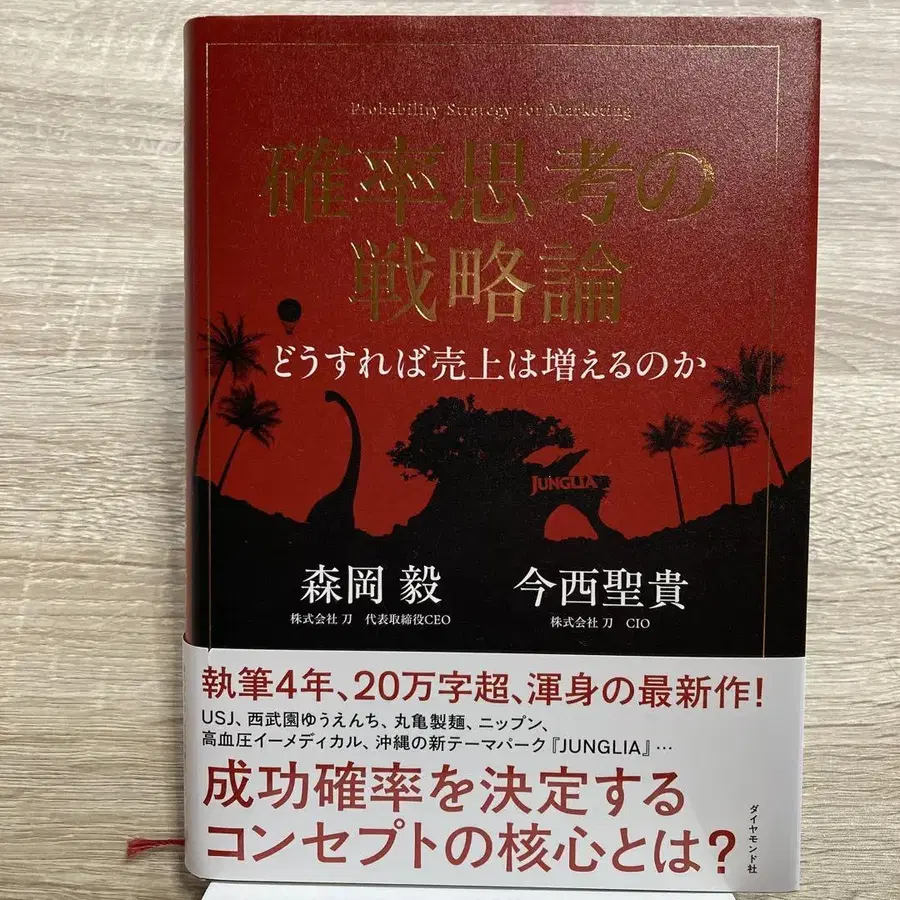 Probability Strategy for Marketing
確率思考の
戦略論
どうすれば売上は増えるのか
JUNGLIA
森岡 毅
株式会社 刀 代表取締役CEO
今西聖貴
株式会社 刀 CIO
執筆4年、20万字超、渾身の最新作！
USJ、西武園ゆうえんち、丸亀製麺、ニップン、
高血圧イーメディカル、沖縄の新テーマパーク『JUNGLIA』…
成功確率を決定する
コンセプトの核心とは？
ダイヤモンド社